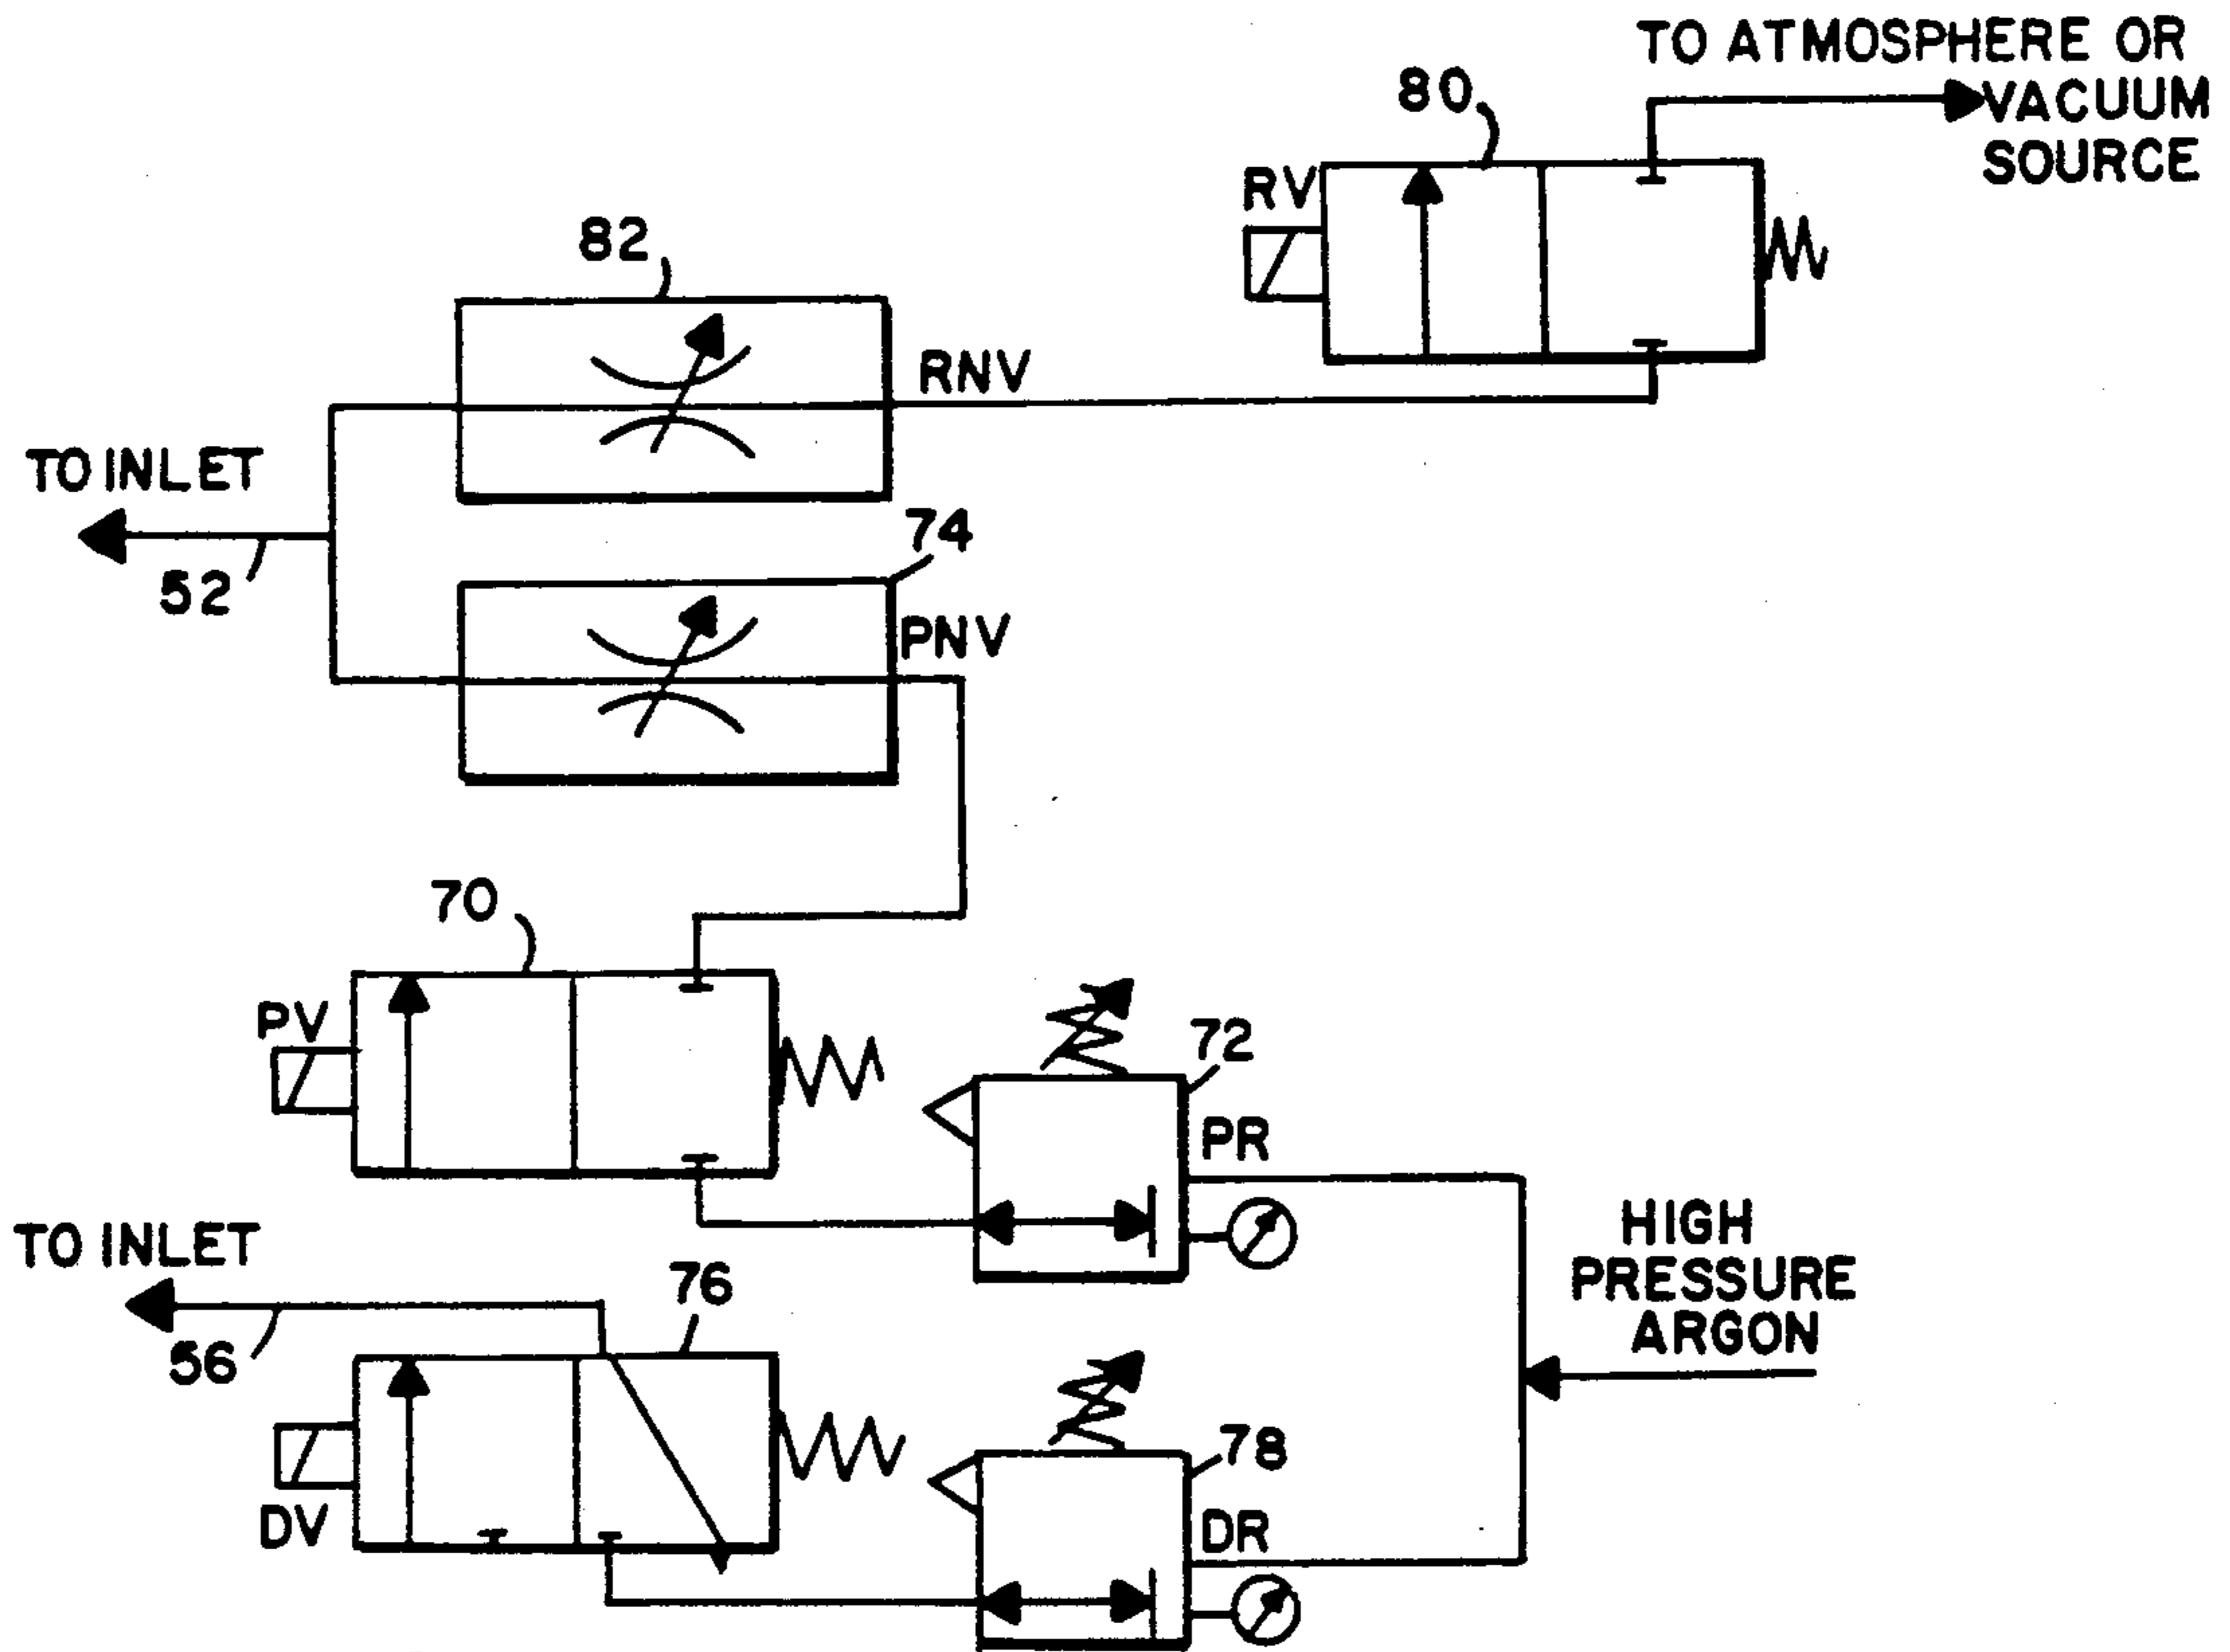 TO ATMOSPHERE OR
VACUUM
SOURCE
80
RV
82
RNV
TO INLET
52
74
PNV
70
PV
72
PR
HIGH
PRESSURE
ARGON
TO INLET
56
76
DV
78
DR